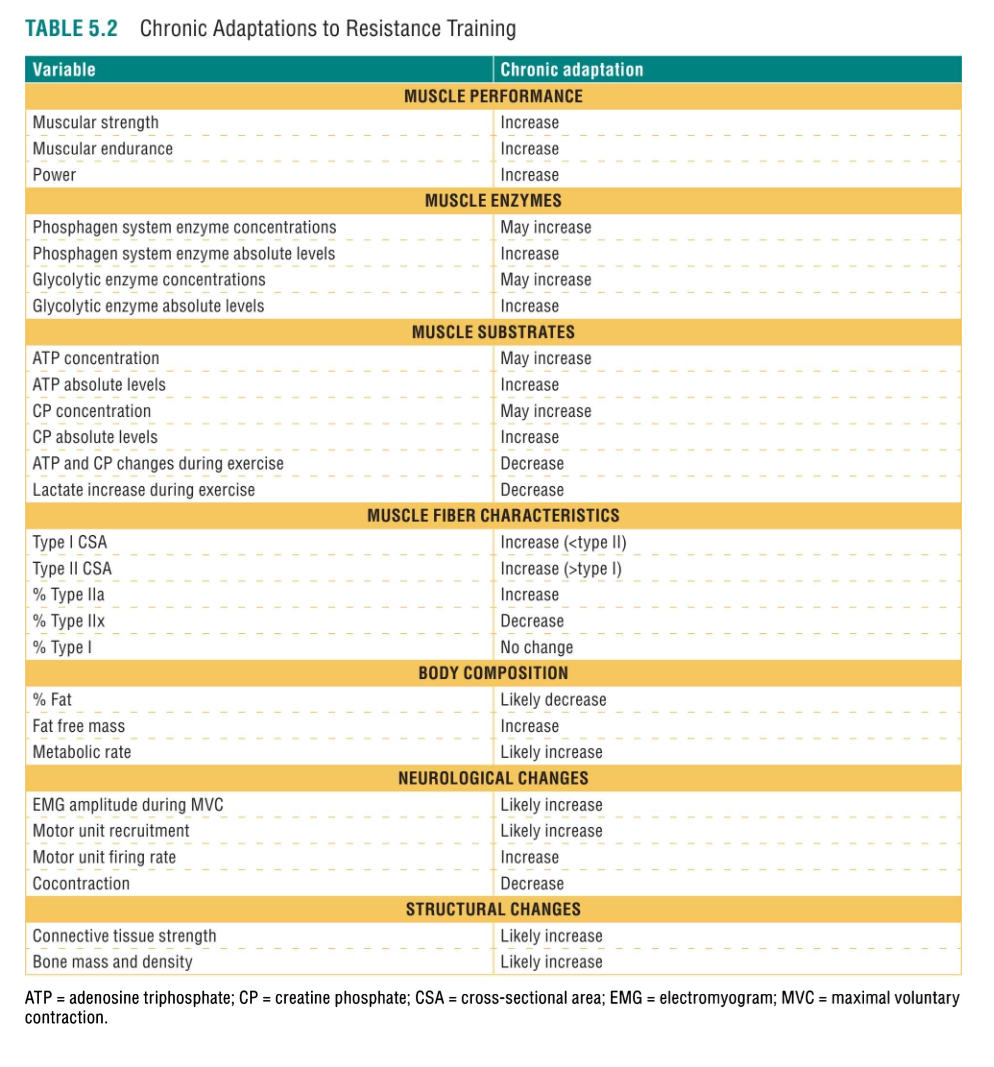 TABLE 5.2 Chronic Adaptations to Resistance Training
Variable Chronic adaptation
MUSCLE PERFORMANCE
Muscular strength Increase
Muscular endurance Increase
Power Increase
MUSCLE ENZYMES
Phosphagen system enzyme concentrations May increase
Phosphagen system enzyme absolute levels Increase
Glycolytic enzyme concentrations May increase
Glycolytic enzyme absolute levels Increase
MUSCLE SUBSTRATES
ATP concentration May increase
ATP absolute levels Increase
CP concentration May increase
CP absolute levels Increase
ATP and CP changes during exercise Decrease
Lactate increase during exercise Decrease
MUSCLE FIBER CHARACTERISTICS
Type I CSA Increase (<type II)
Type II CSA Increase (>type I)
% Type IIa Increase
% Type IIx Decrease
% Type I No change
BODY COMPOSITION
% Fat Likely decrease
Fat free mass Increase
Metabolic rate Likely increase
NEUROLOGICAL CHANGES
EMG amplitude during MVC Likely increase
Motor unit recruitment Likely increase
Motor unit firing rate Increase
Cocontraction Decrease
STRUCTURAL CHANGES
Connective tissue strength Likely increase
Bone mass and density Likely increase
ATP = adenosine triphosphate; CP = creatine phosphate; CSA = cross-sectional area; EMG = electromyogram; MVC = maximal voluntary
contraction.